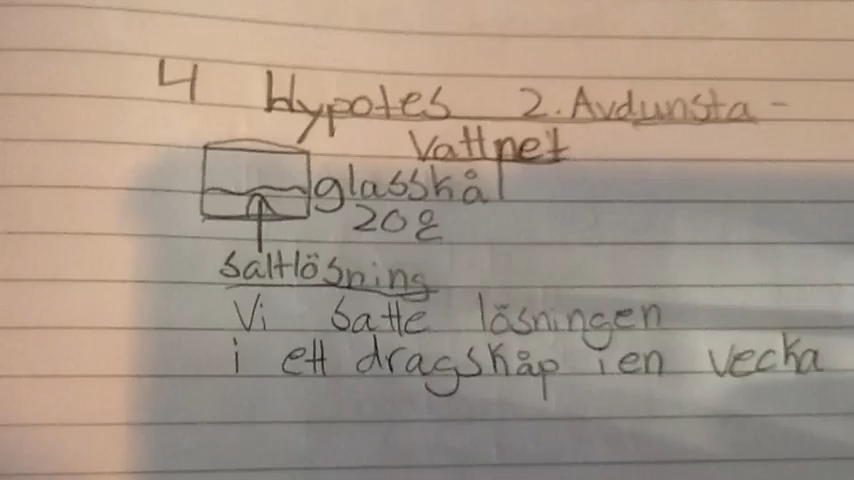 4 Hypotes 2. Avdunsta-
Vattnet
glasskål
20g
saltlösning
Vi satte lösningen
i ett dragskåp i en vecka